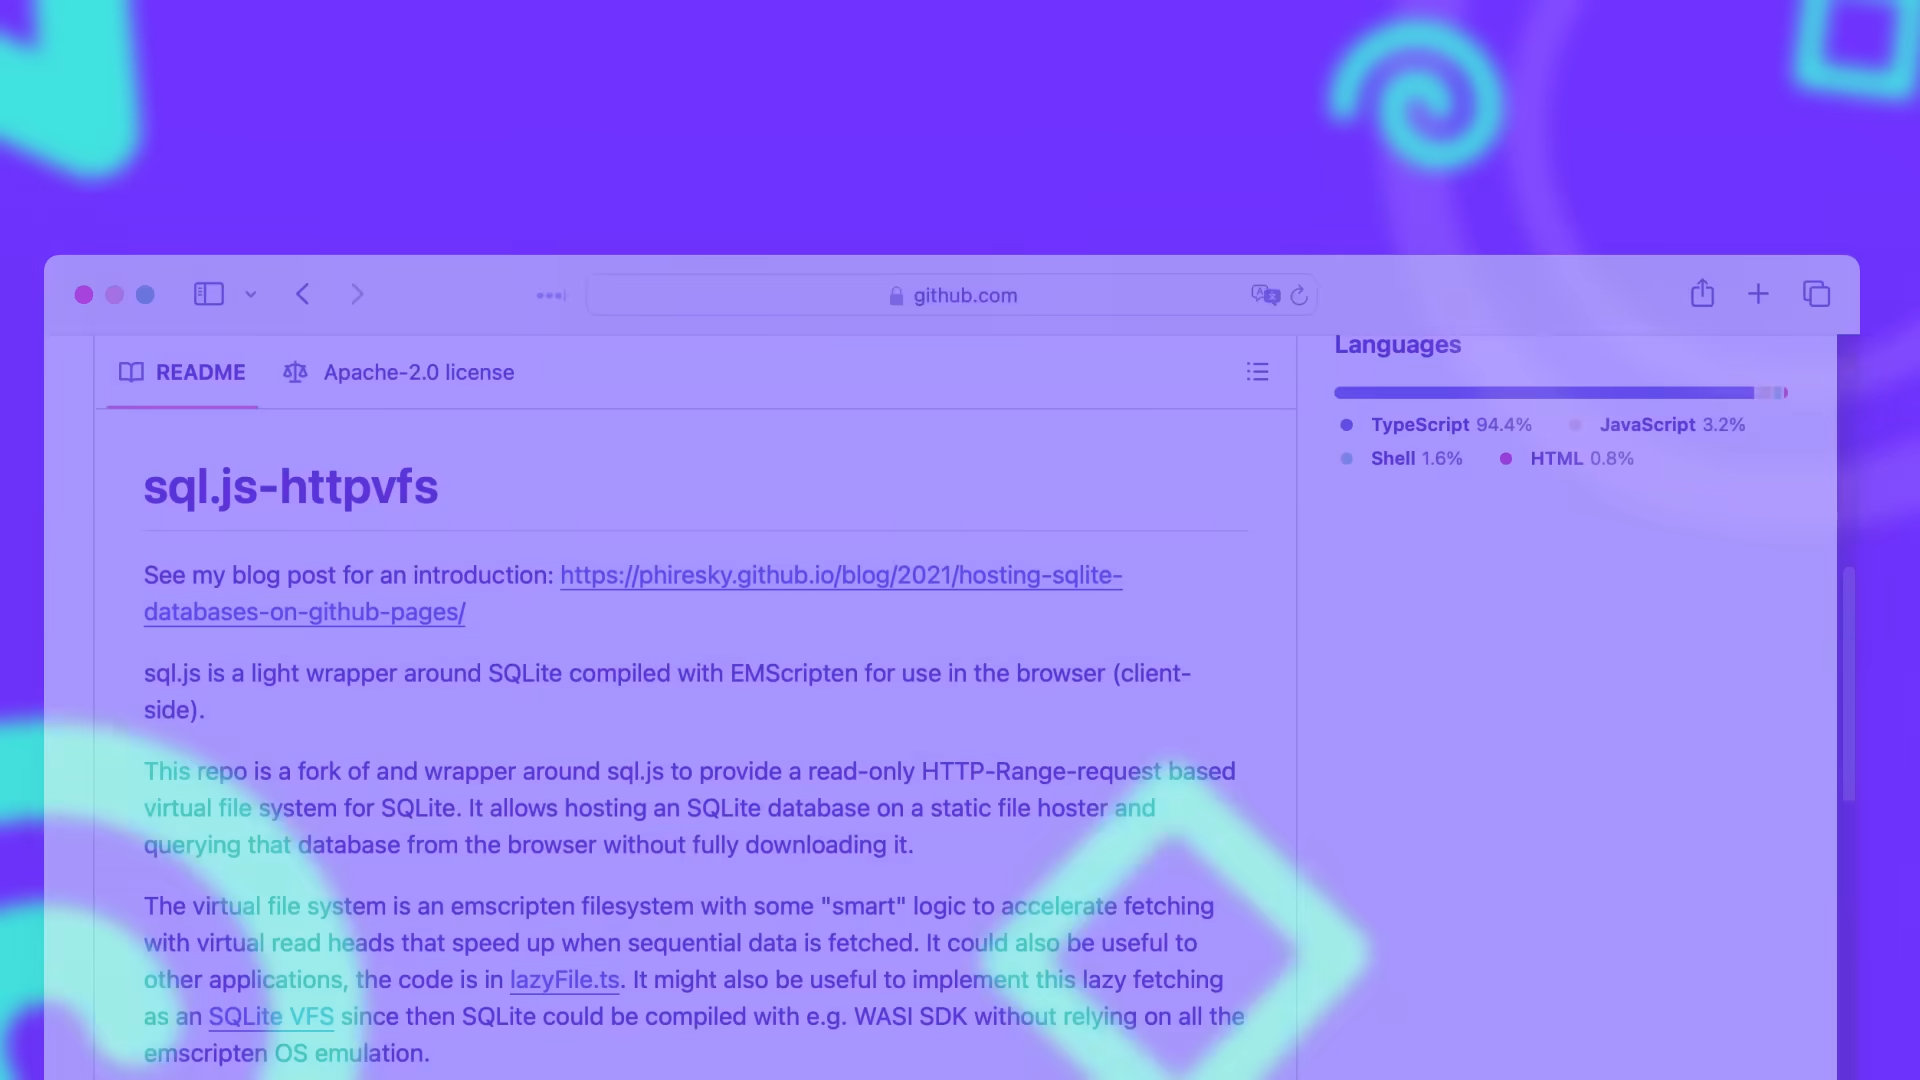 github.com
README
Apache-2.0 license
Languages
TypeScript 94.4%
JavaScript 3.2%
Shell 1.6%
HTML 0.8%
sql.js-httpvfs
See my blog post for an introduction: https://phiresky.github.io/blog/2021/hosting-sqlite-
databases-on-github-pages/
sql.js is a light wrapper around SQLite compiled with EMScripten for use in the browser (client-
side).
This repo is a fork of and wrapper around sql.js to provide a read-only HTTP-Range-request based
virtual file system for SQLite. It allows hosting an SQLite database on a static file hoster and
querying that database from the browser without fully downloading it.
The virtual file system is an emscripten filesystem with some "smart" logic to accelerate fetching
with virtual read heads that speed up when sequential data is fetched. It could also be useful to
other applications, the code is in lazyFile.ts. It might also be useful to implement this lazy fetching
as an SQLite VFS since then SQLite could be compiled with e.g. WASI SDK without relying on all the
emscripten OS emulation.